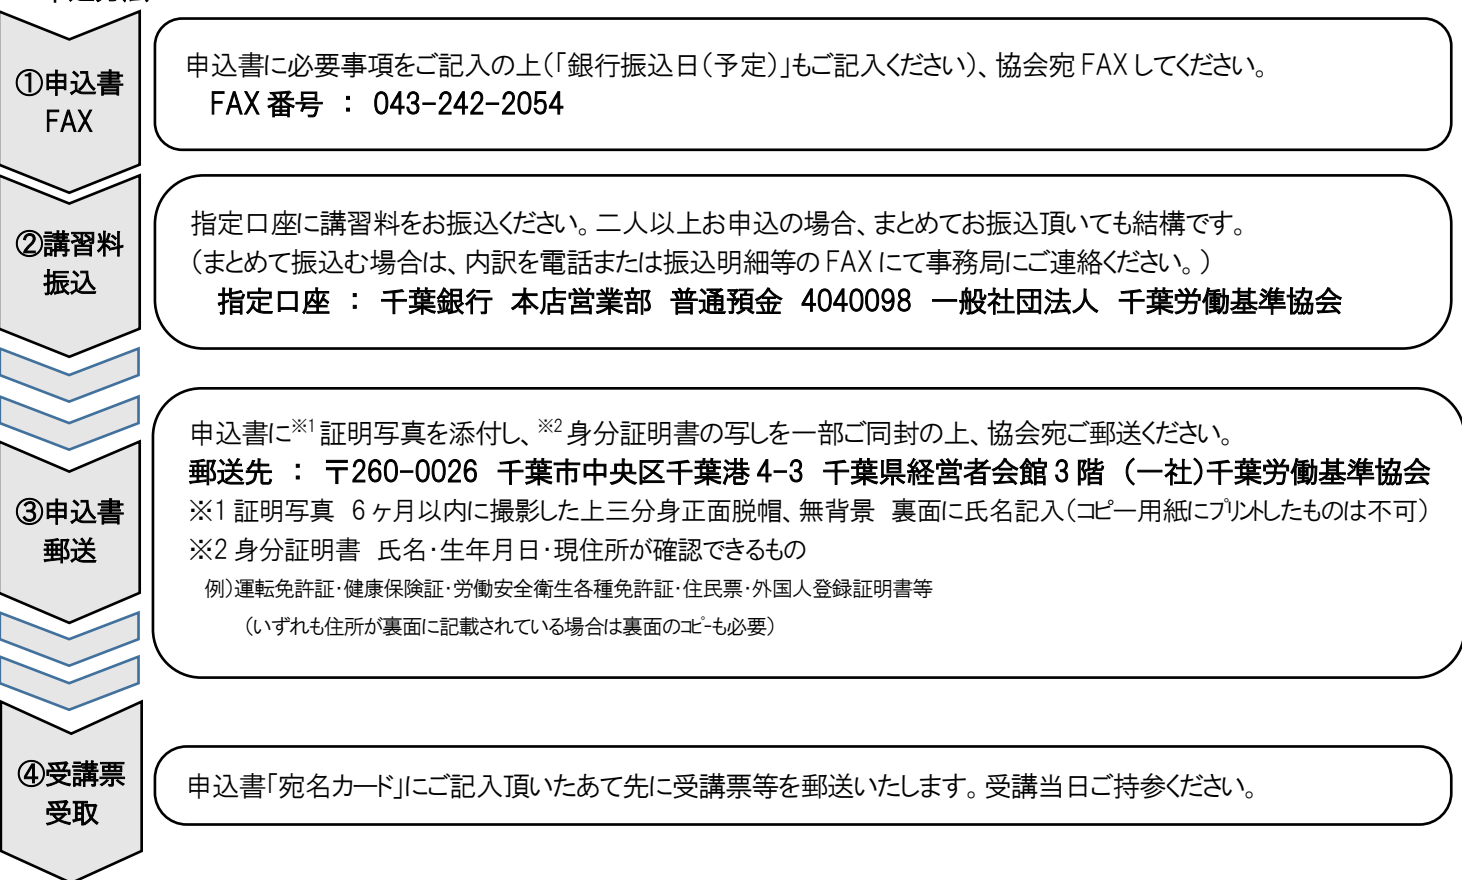 ①申込書
FAX
申込書に必要事項をご記入の上（「銀行振込日（予定）」もご記入ください）、協会宛 FAX してください。
FAX 番号 ： 043-242-2054
②講習料
振込
指定口座に講習料をお振込ください。二人以上お申込の場合、まとめてお振込頂いても結構です。
（まとめて振込む場合は、内訳を電話または振込明細等の FAX にて事務局にご連絡ください。）
指定口座 ： 千葉銀行 本店営業部 普通預金 4040098 一般社団法人 千葉労働基準協会
③申込書
郵送
申込書に※1 証明写真を添付し、※2 身分証明書の写しを一部ご同封の上、協会宛ご郵送ください。
郵送先 ： 〒260-0026 千葉市中央区千葉港 4-3 千葉県経営者会館 3 階 （一社）千葉労働基準協会
※1 証明写真 6 ヶ月以内に撮影した上三分身正面脱帽、無背景 裏面に氏名記入（コピー用紙にプリントしたものは不可）
※2 身分証明書 氏名・生年月日・現住所が確認できるもの
例）運転免許証・健康保険証・労働安全衛生各種免許証・住民票・外国人登録証明書等
（いずれも住所が裏面に記載されている場合は裏面のコピーも必要）
④受講票
受取
申込書「宛名カード」にご記入頂いたあて先に受講票等を郵送いたします。受講当日ご持参ください。